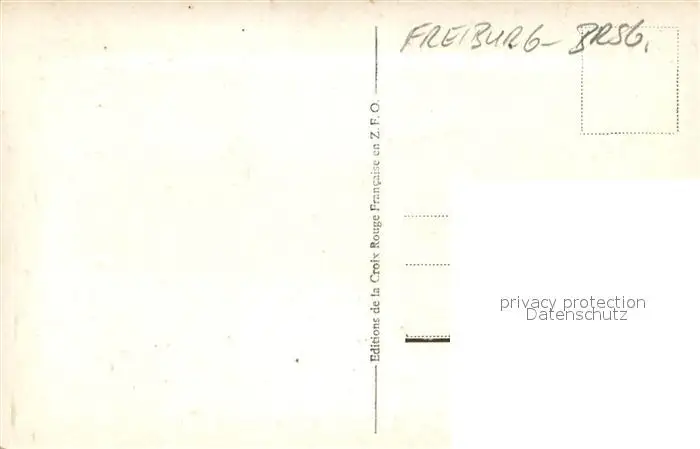 FREIBURG - BRSG.
Editions de la Croix Rouge Française en Z. F. O.
privacy protection
Datenschutz